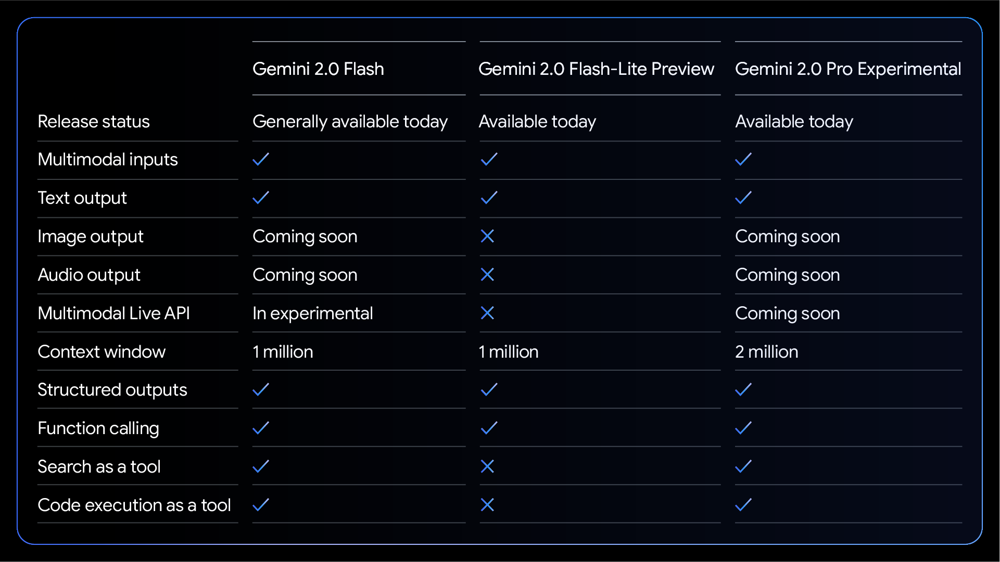 Gemini 2.0 Flash Gemini 2.0 Flash-Lite Preview Gemini 2.0 Pro Experimental
Release status Generally available today Available today Available today
Multimodal inputs ✓ ✓ ✓
Text output ✓ ✓ ✓
Image output Coming soon ✕ Coming soon
Audio output Coming soon ✕ Coming soon
Multimodal Live API In experimental ✕ Coming soon
Context window 1 million 1 million 2 million
Structured outputs ✓ ✓ ✓
Function calling ✓ ✓ ✓
Search as a tool ✓ ✕ ✓
Code execution as a tool ✓ ✕ ✓